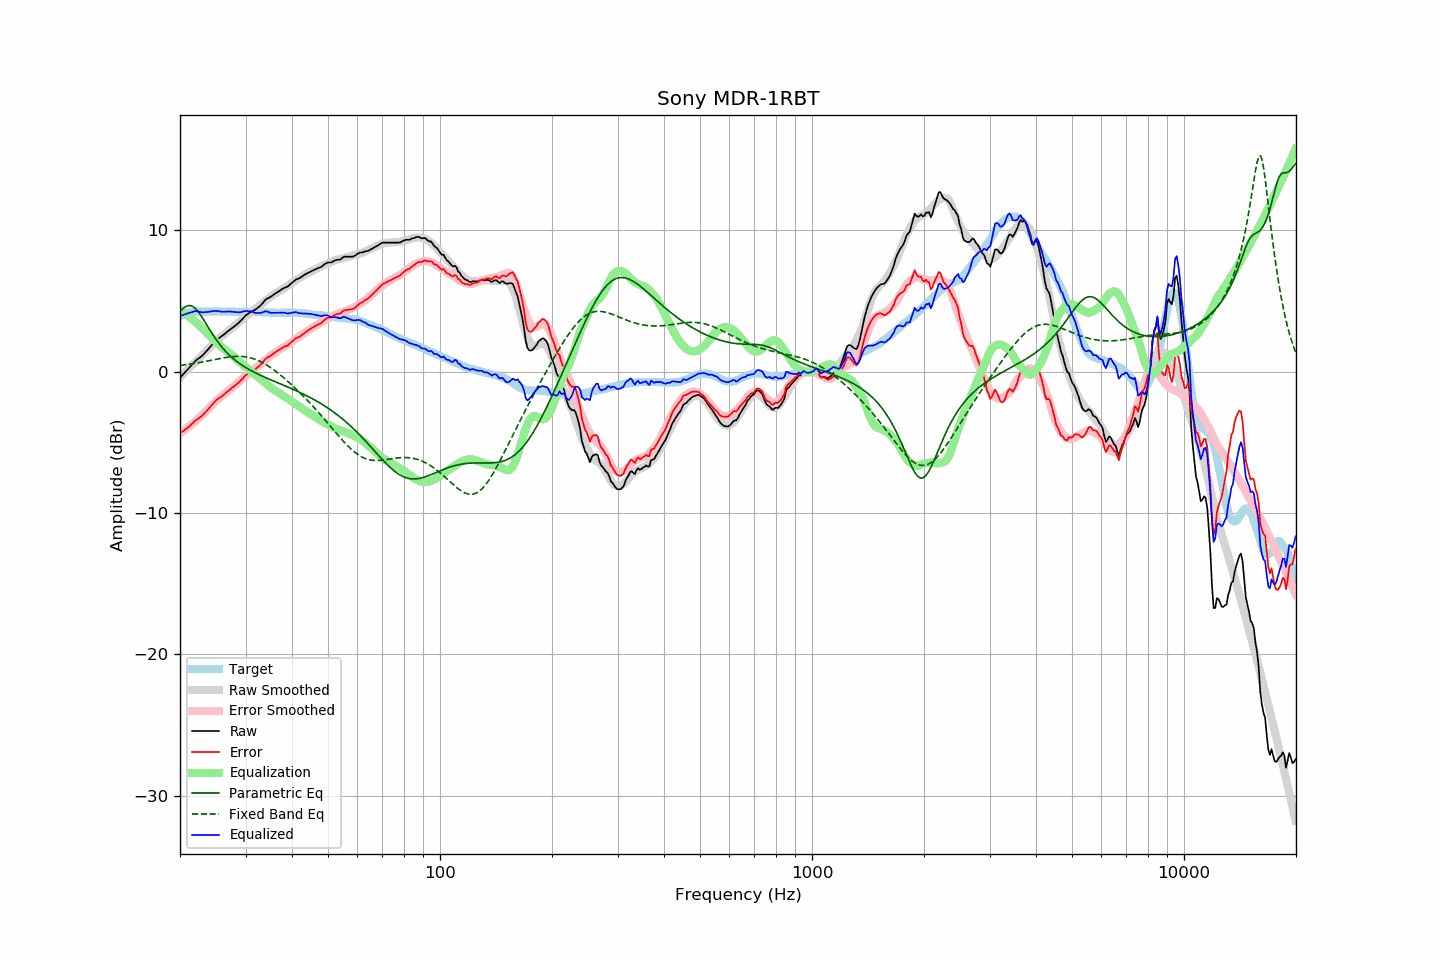 Sony MDR-1RBT
Amplitude (dBr)
10
0
−10
−20
−30
Target
Raw Smoothed
Error Smoothed
Raw
Error
Equalization
Parametric Eq
Fixed Band Eq
Equalized
100
1000
10000
Frequency (Hz)